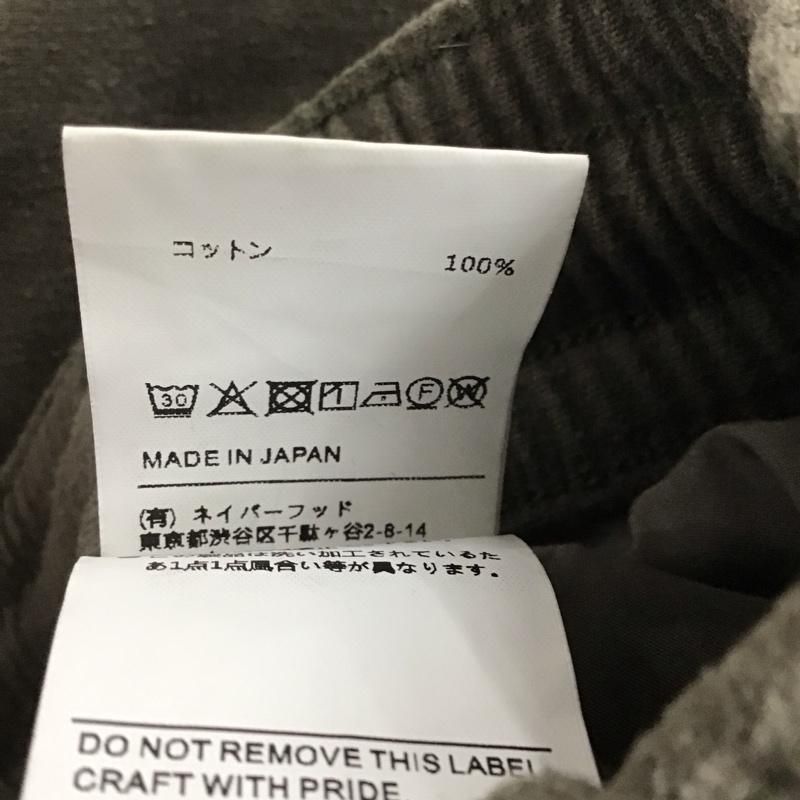 コットン 100%
30 F W
MADE IN JAPAN
(有) ネイバーフッド
東京都渋谷区千駄ヶ谷2-8-14
は洗い加工されているた
め1点1点風合い等が異なります。
DO NOT REMOVE THIS LABEL
CRAFT WITH PRIDE.